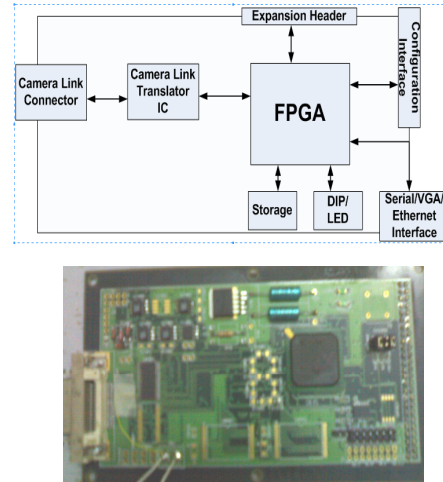 Expansion Header
Configuration
Interface
Camera Link
Connector
Camera Link
Translator
IC
FPGA
Storage
DIP/
LED
Serial/VGA/
Ethernet
Interface